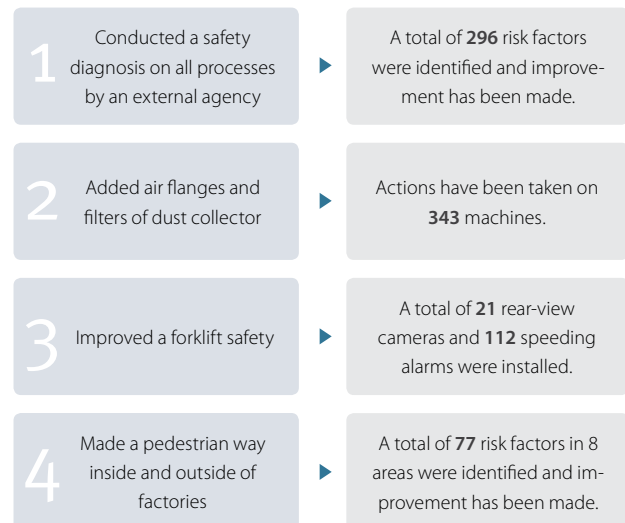 1
Conducted a safety
diagnosis on all processes
by an external agency
A total of 296 risk factors
were identified and improve-
ment has been made.
2
Added air flanges and
filters of dust collector
Actions have been taken on
343 machines.
3
Improved a forklift safety
A total of 21 rear-view
cameras and 112 speeding
alarms were installed.
4
Made a pedestrian way
inside and outside of
factories
A total of 77 risk factors in 8
areas were identified and im-
provement has been made.